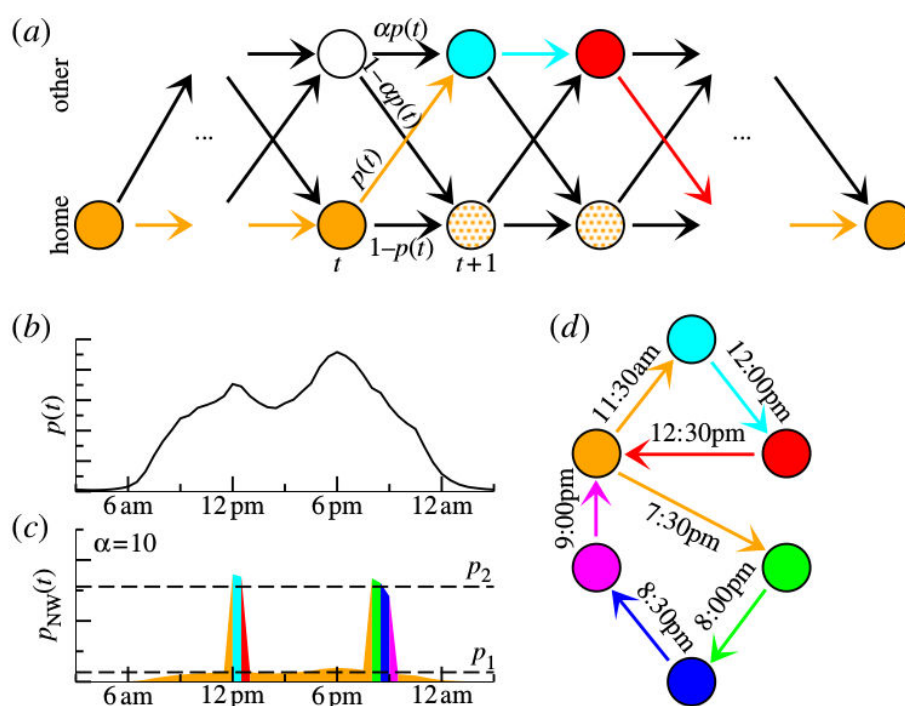 (a)
other
home
...
αp(t)
1–αp(t)
p(t)
1–p(t)
t
t+1
...
(b)
p(t)
6 am 12 pm 6 pm 12 am
(c)
α=10
p2
p1
pNW(t)
6 am 12 pm 6 pm 12 am
(d)
11:30am
12:00pm
12:30pm
7:30pm
8:00pm
8:30pm
9:00pm